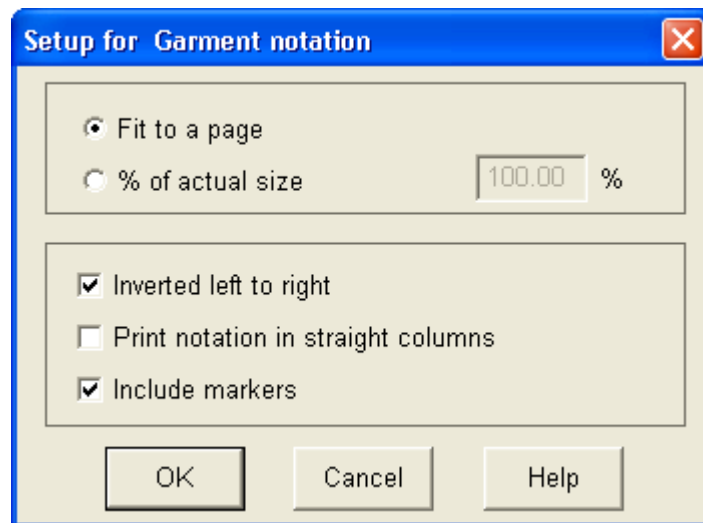 Setup for Garment notation
Fit to a page
% of actual size 100.00 %
Inverted left to right
Print notation in straight columns
Include markers
OK Cancel Help